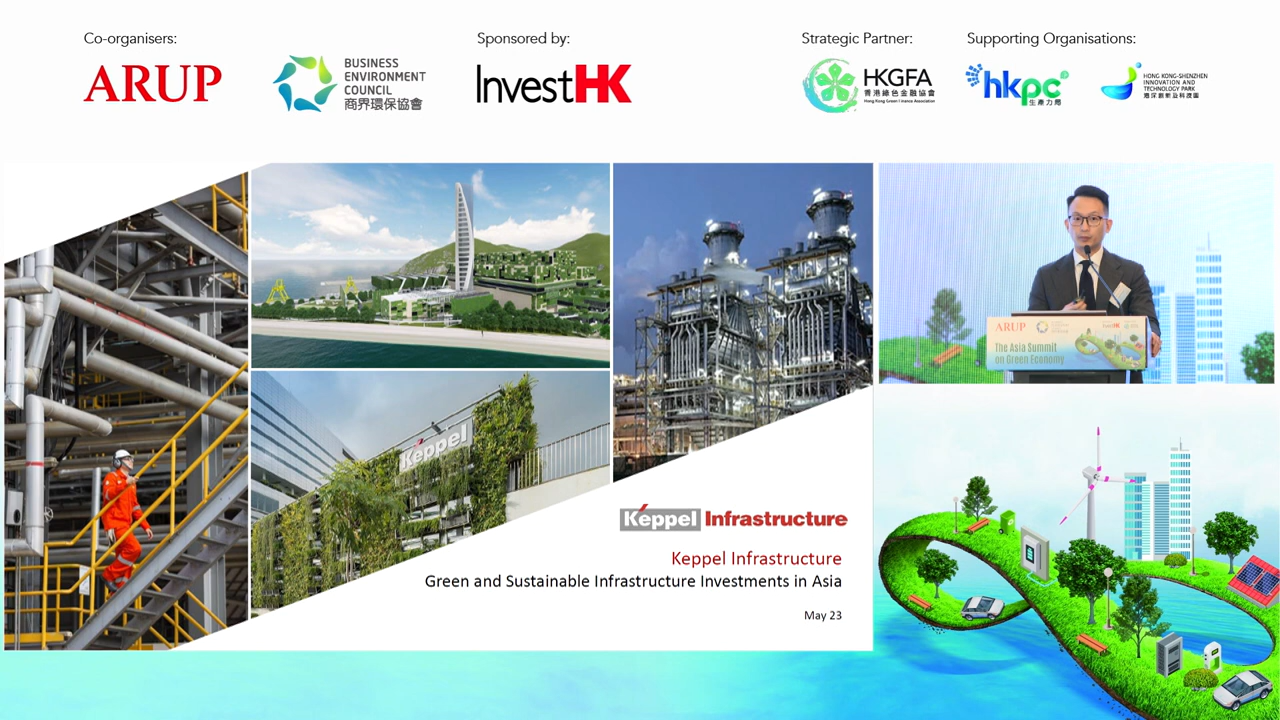 Co-organisers:
Sponsored by:
Strategic Partner:
Supporting Organisations:
ARUP
BUSINESS
ENVIRONMENT
COUNCIL
商界環保協會
InvestHK
HKGFA
香港綠色金融協會
Hong Kong Green Finance Association
hkpc
生產力局
HONG KONG-SHENZHEN
INNOVATION AND
TECHNOLOGY PARK
港深創新及科技園
ARUP
InvestHK
The Asia Summit
on Green Economy
Keppel
Keppel Infrastructure
Keppel Infrastructure
Green and Sustainable Infrastructure Investments in Asia
May 23